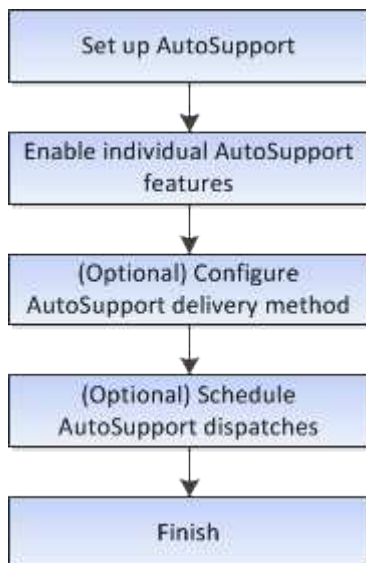 Set up AutoSupport
Enable individual AutoSupport
features
(Optional) Configure
AutoSupport delivery method
(Optional) Schedule
AutoSupport dispatches
Finish